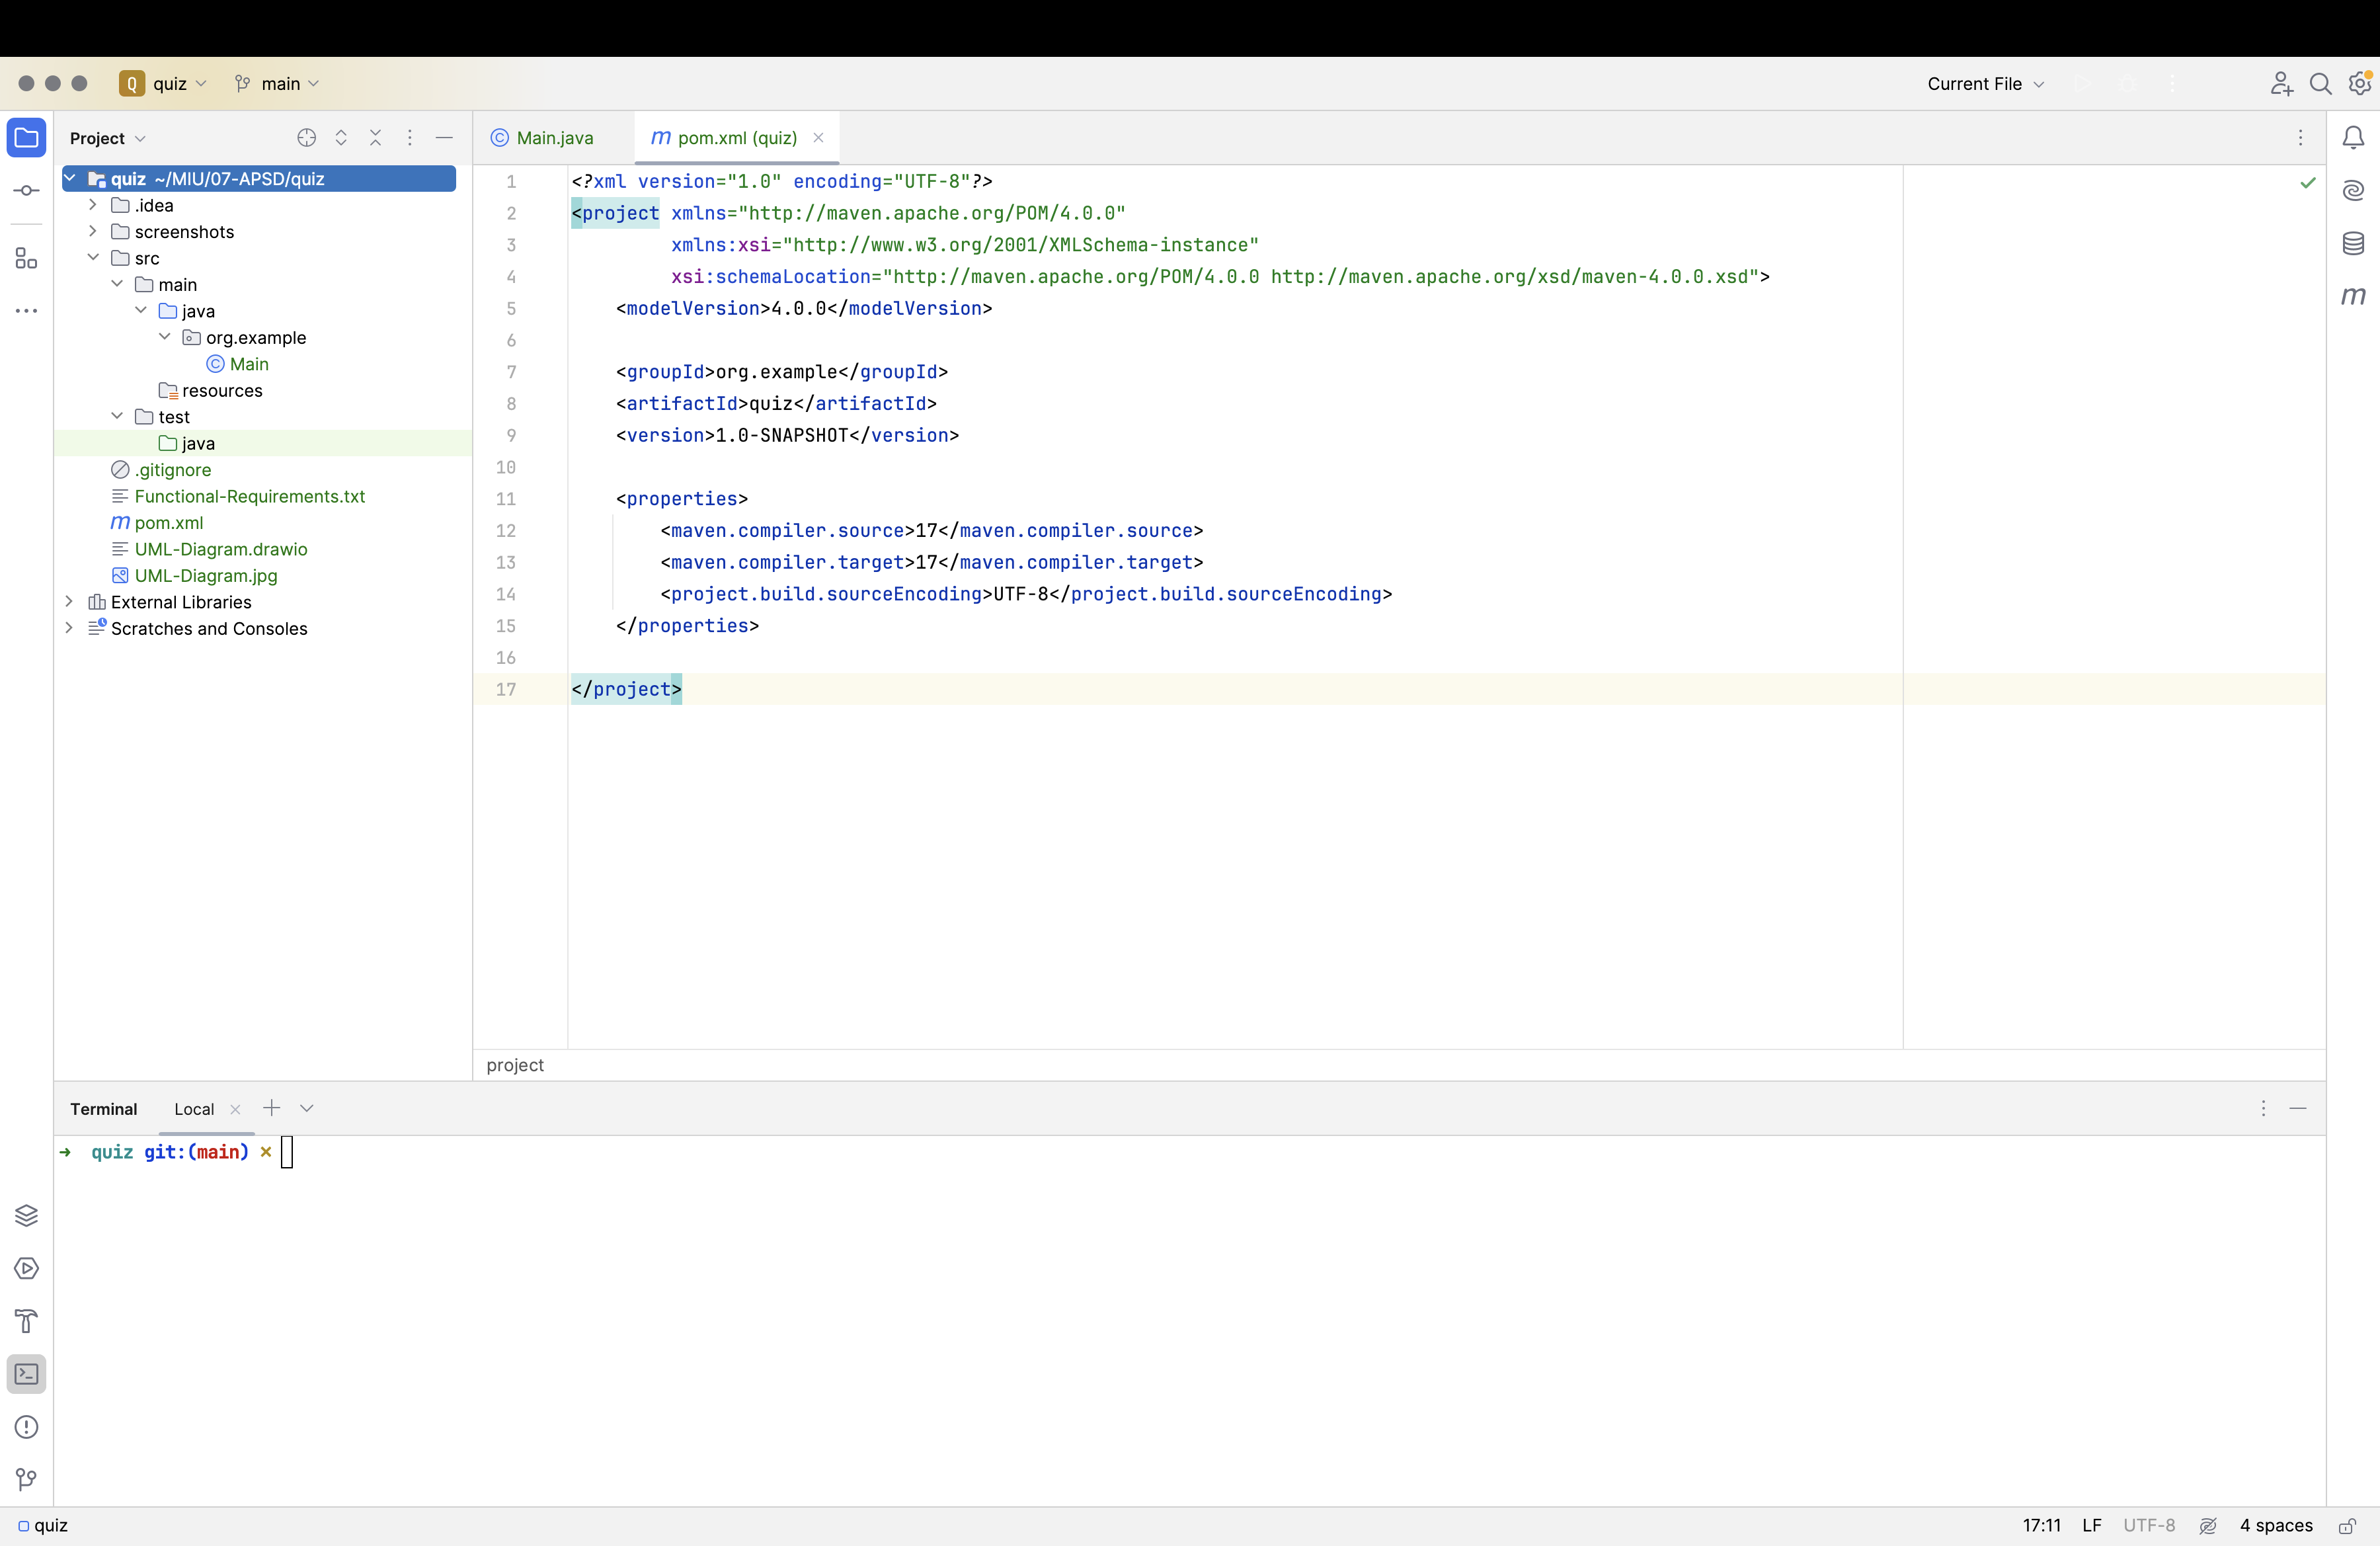 Q quiz main Current File
Project
Main.java pom.xml (quiz)
quiz ~/MIU/07-APSD/quiz
.idea
screenshots
src
main
java
org.example
Main
resources
test
java
.gitignore
Functional-Requirements.txt
pom.xml
UML-Diagram.drawio
UML-Diagram.jpg
External Libraries
Scratches and Consoles
1 <?xml version="1.0" encoding="UTF-8"?>
2 <project xmlns="http://maven.apache.org/POM/4.0.0"
3 xmlns:xsi="http://www.w3.org/2001/XMLSchema-instance"
4 xsi:schemaLocation="http://maven.apache.org/POM/4.0.0 http://maven.apache.org/xsd/maven-4.0.0.xsd">
5 <modelVersion>4.0.0</modelVersion>
6
7 <groupId>org.example</groupId>
8 <artifactId>quiz</artifactId>
9 <version>1.0-SNAPSHOT</version>
10
11 <properties>
12 <maven.compiler.source>17</maven.compiler.source>
13 <maven.compiler.target>17</maven.compiler.target>
14 <project.build.sourceEncoding>UTF-8</project.build.sourceEncoding>
15 </properties>
16
17 </project>
project
Terminal Local
➜ quiz git:(main) ✗
quiz 17:11 LF UTF-8 4 spaces